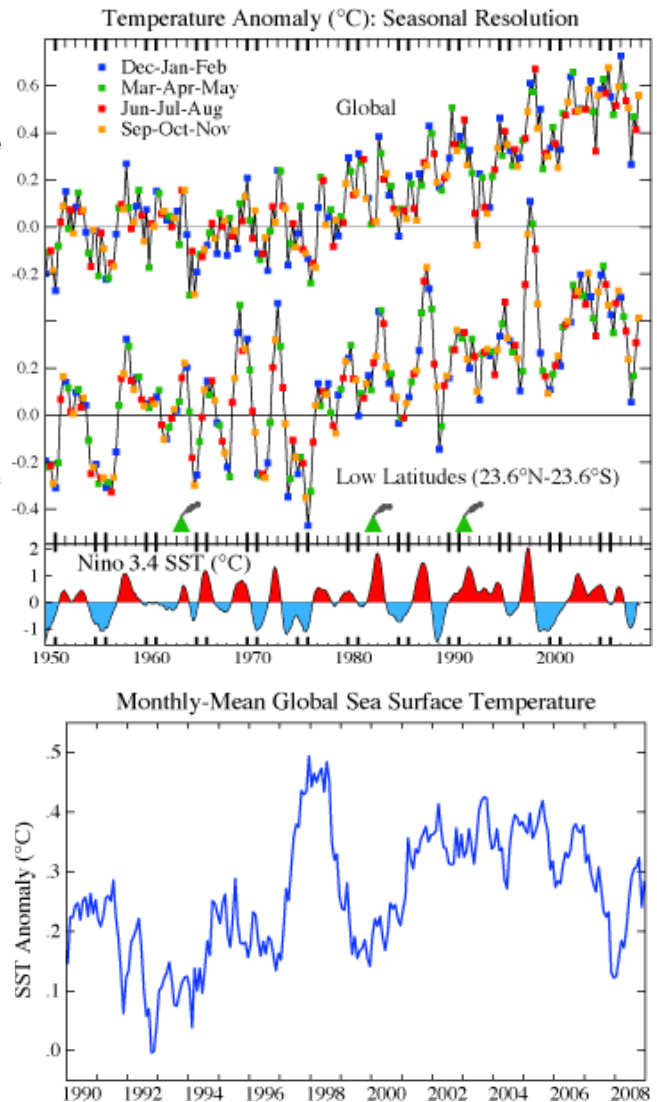 Temperature Anomaly (°C): Seasonal Resolution
Dec-Jan-Feb
Mar-Apr-May
Jun-Jul-Aug
Sep-Oct-Nov
Global
0.6
0.4
0.2
0.0
-0.2
0.2
0.0
-0.2
-0.4
Low Latitudes (23.6°N-23.6°S)
Nino 3.4 SST (°C)
2
1
0
-1
1950 1960 1970 1980 1990 2000
Monthly-Mean Global Sea Surface Temperature
SST Anomaly (°C)
.5
.4
.3
.2
.1
.0
1990 1992 1994 1996 1998 2000 2002 2004 2006 2008